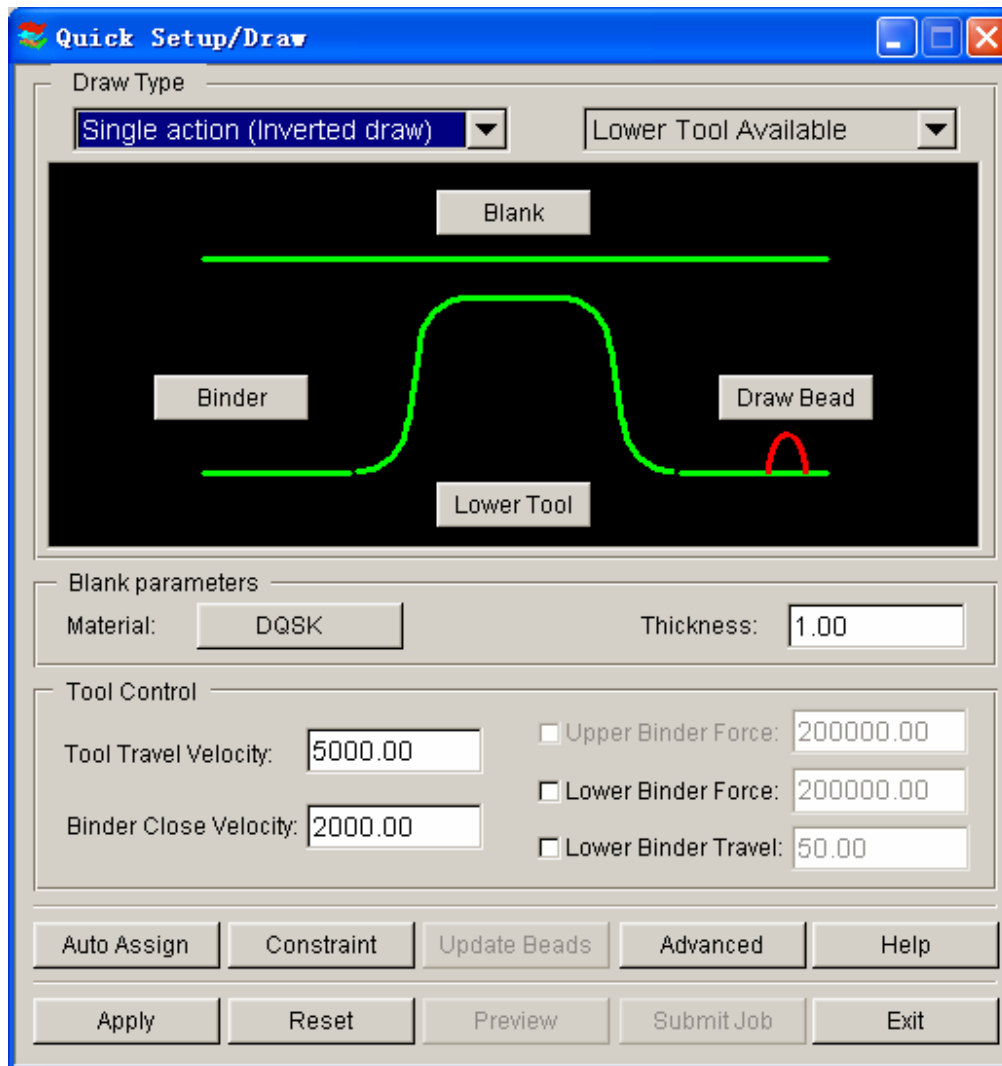 Quick Setup/Draw
Draw Type
Single action (Inverted draw) Lower Tool Available
Blank
Binder Draw Bead
Lower Tool
Blank parameters
Material: DQSK Thickness: 1.00
Tool Control
Tool Travel Velocity: 5000.00 Upper Binder Force: 200000.00
Lower Binder Force: 200000.00
Binder Close Velocity: 2000.00 Lower Binder Travel: 50.00
Auto Assign Constraint Update Beads Advanced Help
Apply Reset Preview Submit Job Exit